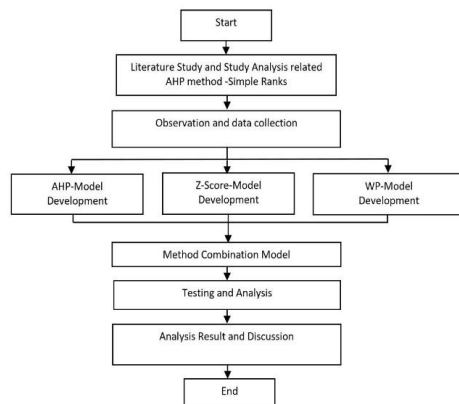 Start
Literature Study and Study Analysis related
AHP method -Simple Ranks
Observation and data collection
AHP-Model
Development
Z-Score-Model
Development
WP-Model
Development
Method Combination Model
Testing and Analysis
Analysis Result and Discussion
End